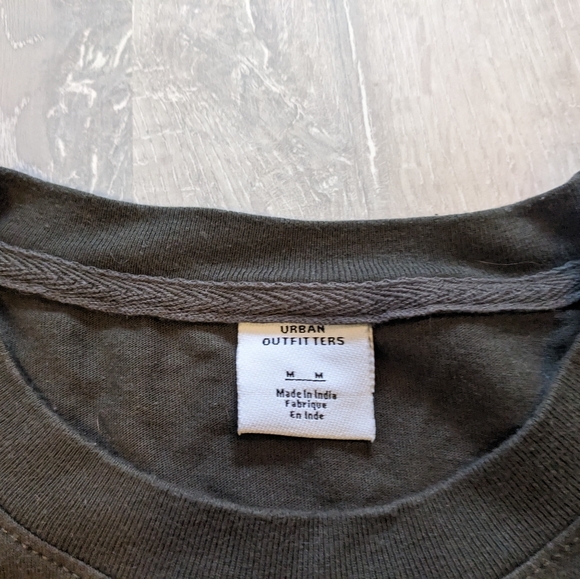 URBAN
OUTFITTERS
M M
Made In India
Fabrique
En Inde